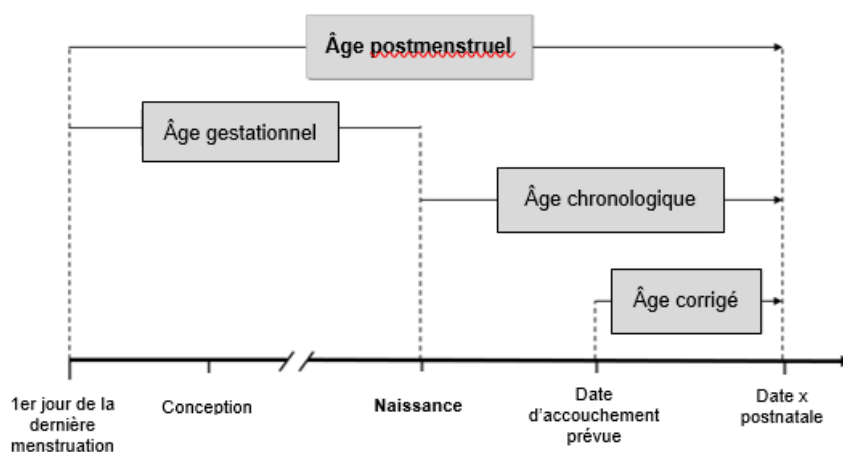 Âge postmenstruel
Âge gestationnel
Âge chronologique
Âge corrigé
1er jour de la
dernière
menstruation
Conception
Naissance
Date
d'accouchement
prévue
Date x
postnatale